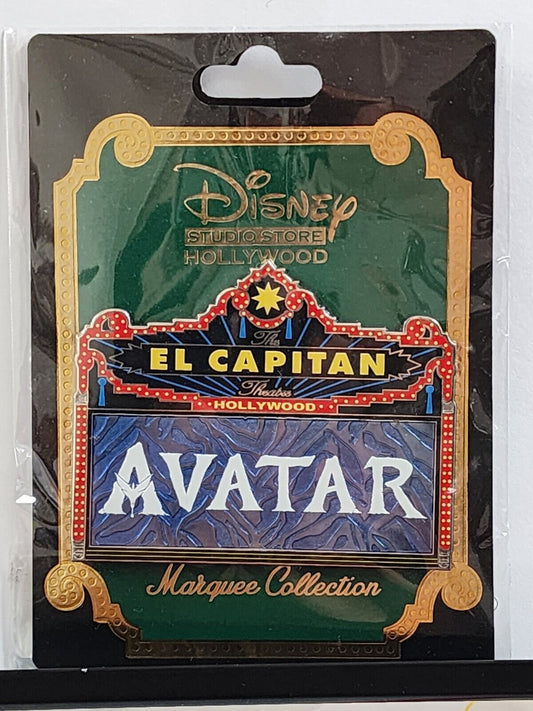 Disney
STUDIO STORE
HOLLYWOOD
The
EL CAPITAN
Theatre
HOLLYWOOD
AVATAR
Marquee Collection